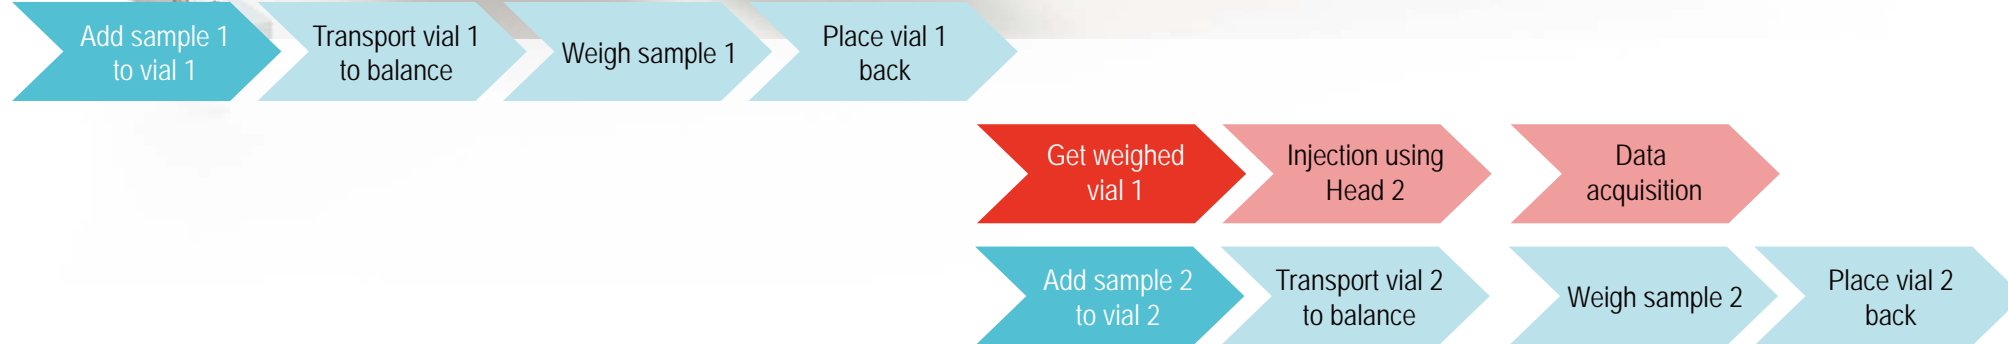 Add sample 1
to vial 1
Transport vial 1
to balance
Weigh sample 1
Place vial 1
back
Get weighed
vial 1
Injection using
Head 2
Data
acquisition
Add sample 2
to vial 2
Transport vial 2
to balance
Weigh sample 2
Place vial 2
back